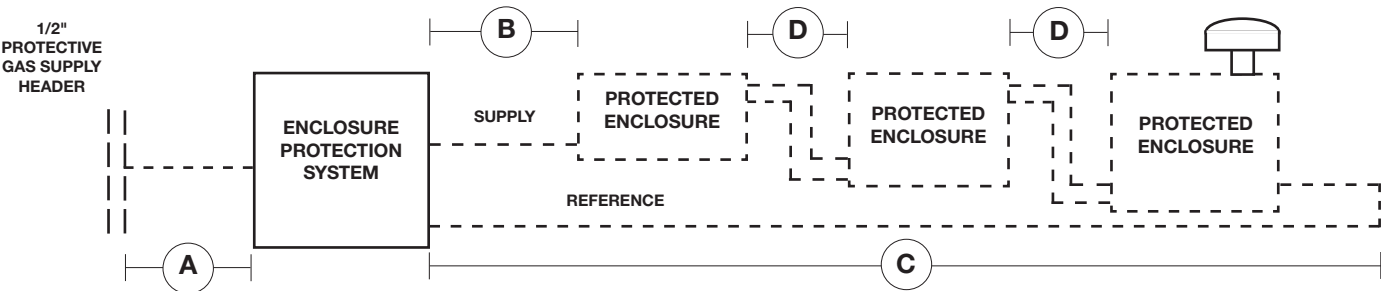 1/2"
PROTECTIVE
GAS SUPPLY
HEADER
A
ENCLOSURE
PROTECTION
SYSTEM
B
SUPPLY
REFERENCE
PROTECTED
ENCLOSURE
D
PROTECTED
ENCLOSURE
D
PROTECTED
ENCLOSURE
C